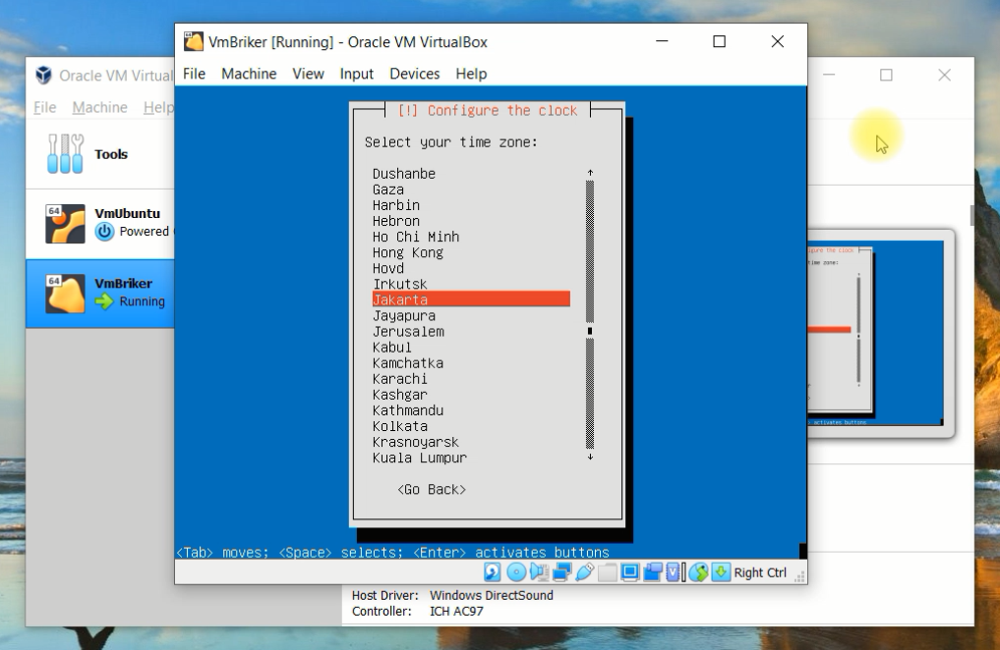 VmBriker [Running] - Oracle VM VirtualBox
File Machine View Input Devices Help
Oracle VM Virtual
File Machine Help
Tools
64
VmUbuntu
Powered
64
VmBriker
Running
[!] Configure the clock
Select your time zone:
Dushanbe
Gaza
Harbin
Hebron
Ho Chi Minh
Hong Kong
Hovd
Irkutsk
Jakarta
Jayapura
Jerusalem
Kabul
Kamchatka
Karachi
Kashgar
Kathmandu
Kolkata
Krasnoyarsk
Kuala Lumpur
<Go Back>
<Tab> moves; <Space> selects; <Enter> activates buttons
Right Ctrl
gure the clock
ime zone:
activates buttons
Host Driver: Windows DirectSound
Controller: ICH AC97